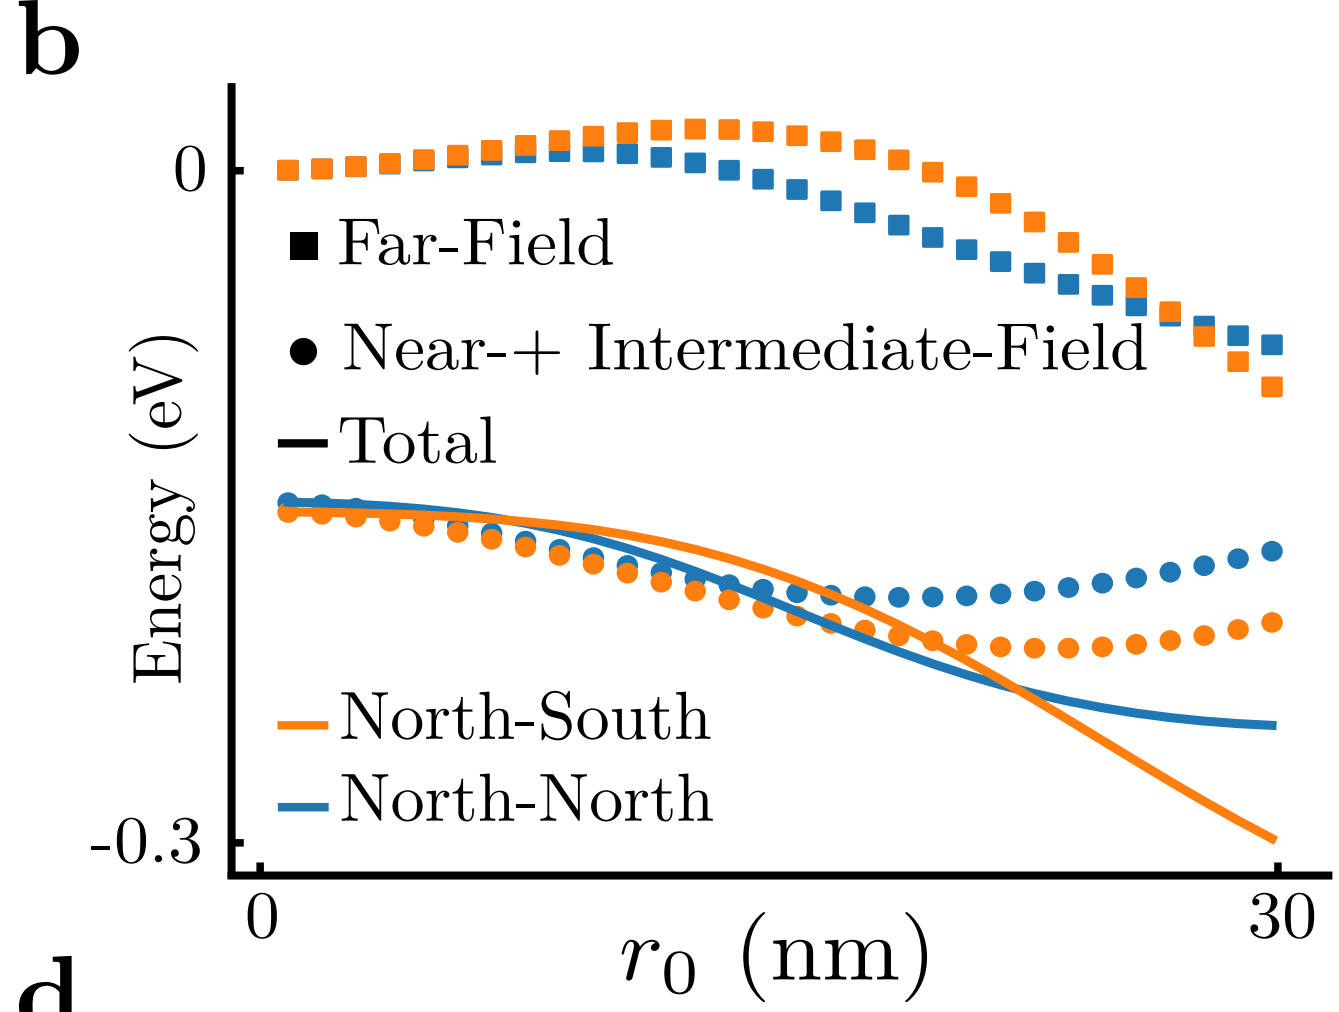 b
0
Far-Field
Near-+ Intermediate-Field
Total
Energy (eV)
North-South
North-North
-0.3
0
30
r₀ (nm)
d